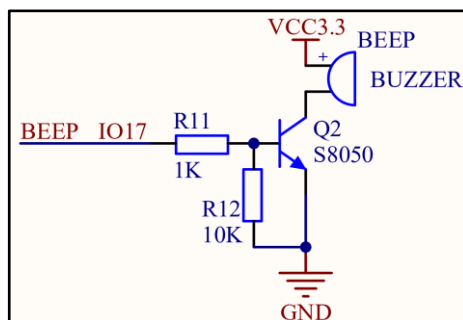 VCC3.3
BEEP
+
BUZZER
BEEP IO17
R11
1K
Q2
S8050
R12
10K
GND